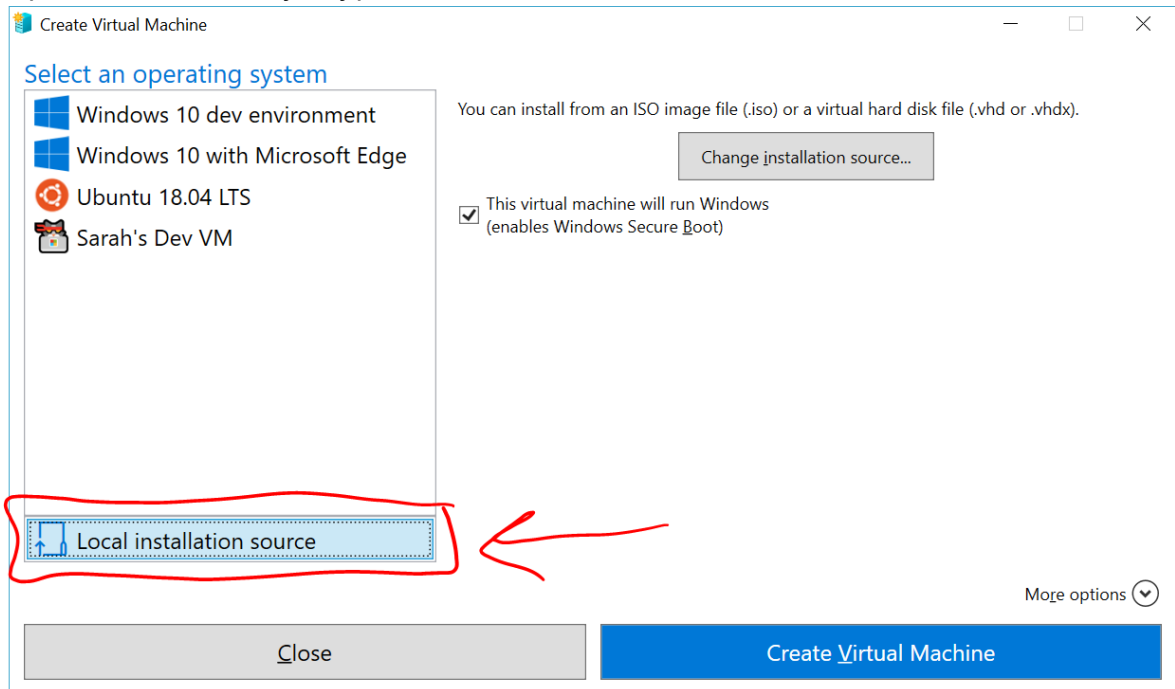 Create Virtual Machine
Select an operating system
Windows 10 dev environment
Windows 10 with Microsoft Edge
Ubuntu 18.04 LTS
Sarah's Dev VM
Local installation source
You can install from an ISO image file (.iso) or a virtual hard disk file (.vhd or .vhdx).
Change installation source...
This virtual machine will run Windows
(enables Windows Secure Boot)
More options
Close
Create Virtual Machine